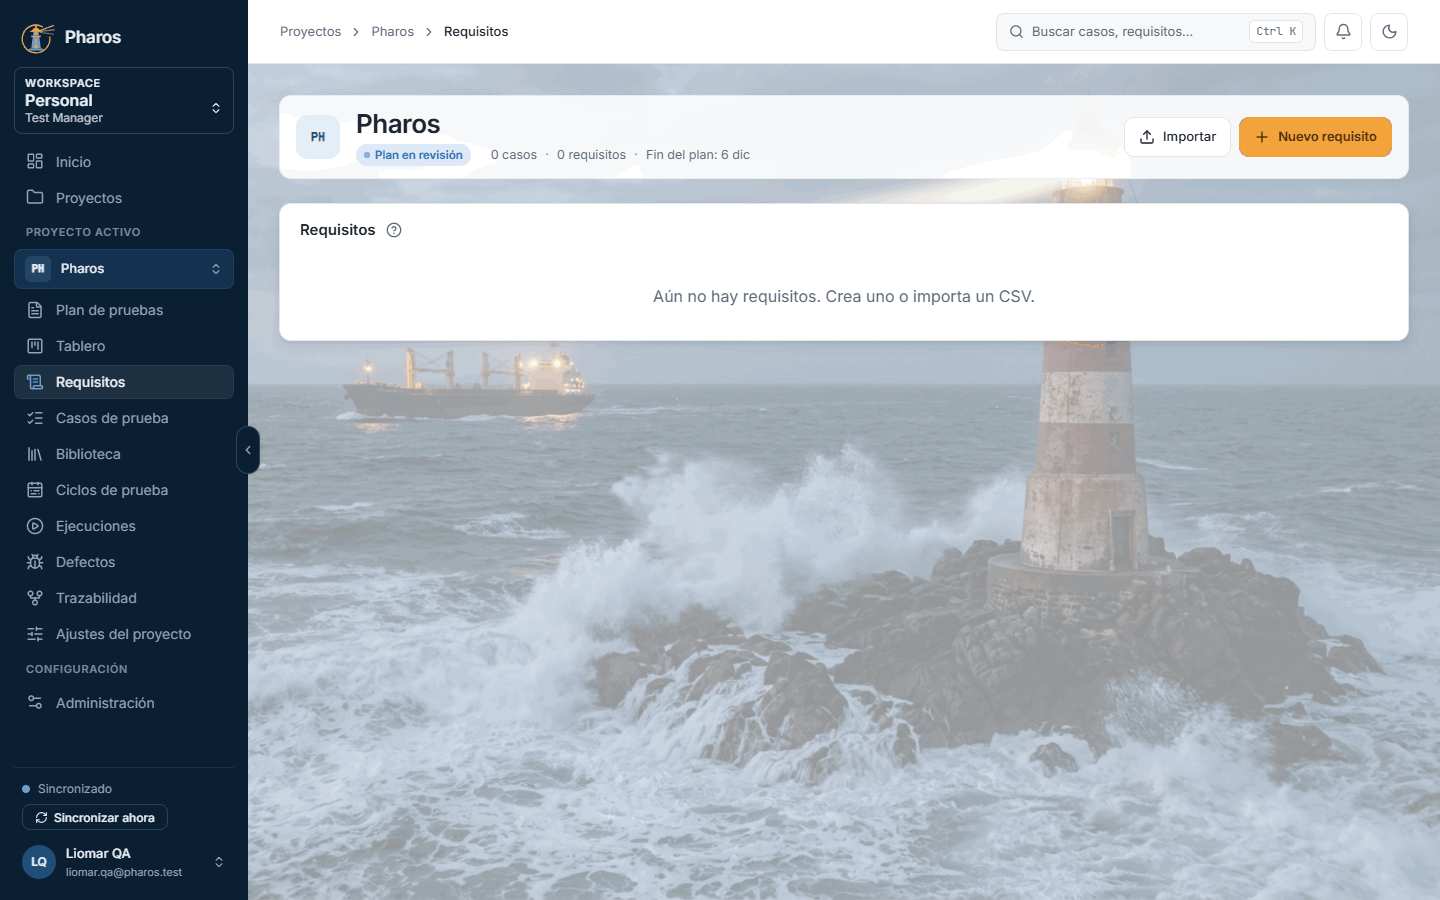 Pharos
WORKSPACE
Personal
Test Manager
Inicio
Proyectos
PROYECTO ACTIVO
PH Pharos
Plan de pruebas
Tablero
Requisitos
Casos de prueba
Biblioteca
Ciclos de prueba
Ejecuciones
Defectos
Trazabilidad
Ajustes del proyecto
CONFIGURACIÓN
Administración
Sincronizado
Sincronizar ahora
LQ
Liomar QA
liomar.qa@pharos.test
Proyectos > Pharos > Requisitos
Buscar casos, requisitos... Ctrl K
PH
Pharos
Plan en revisión 0 casos · 0 requisitos · Fin del plan: 6 dic
Importar
Nuevo requisito
Requisitos ?
Aún no hay requisitos. Crea uno o importa un CSV.